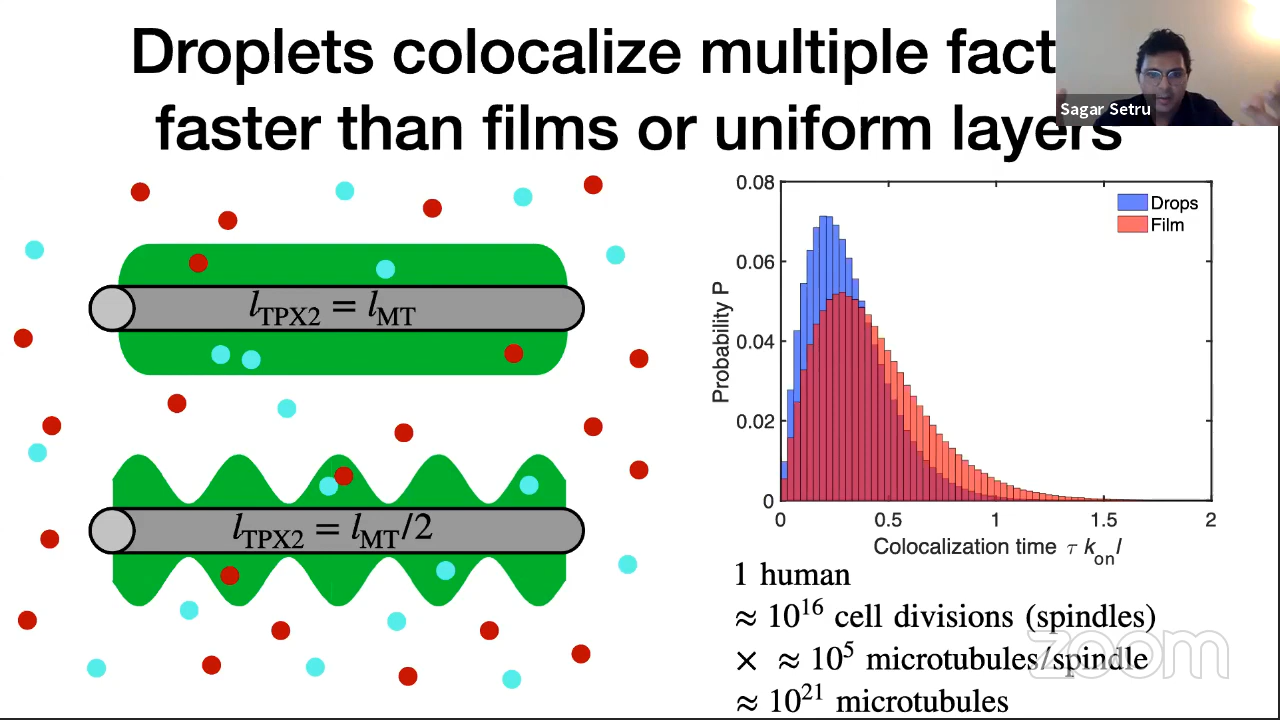 Droplets colocalize multiple fact
faster than films or uniform layers
Sagar Setru
l_TPX2 = l_MT
l_TPX2 = l_MT/2
0.08
0.06
0.04
0.02
0
Probability P
Drops
Film
0 0.5 1 1.5 2
Colocalization time τ k_on l
1 human
≈ 10^16 cell divisions (spindles)
× ≈ 10^5 microtubules/spindle
≈ 10^21 microtubules
zoom